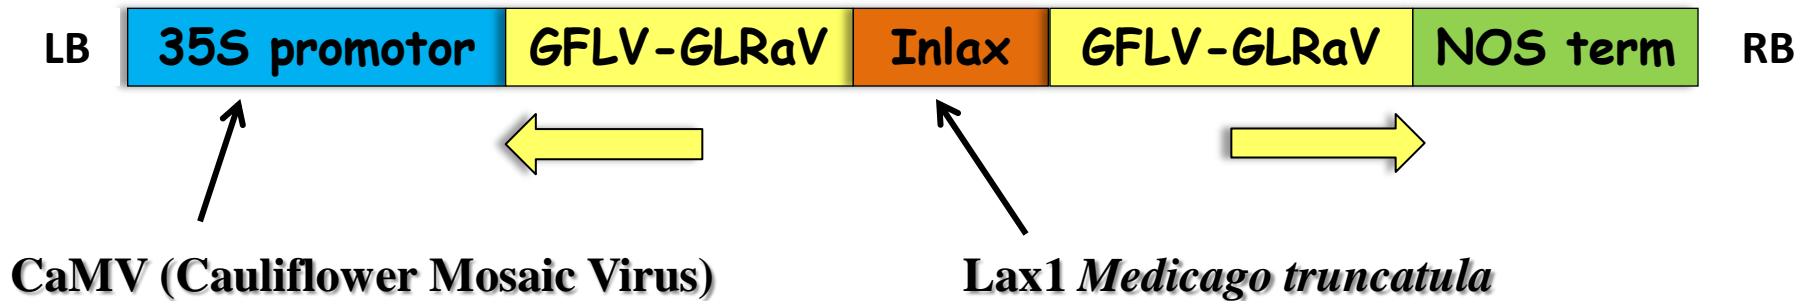 LB 35S promotor GFLV-GLRaV Inlax GFLV-GLRaV NOS term RB
CaMV (Cauliflower Mosaic Virus) Lax1 Medicago truncatula